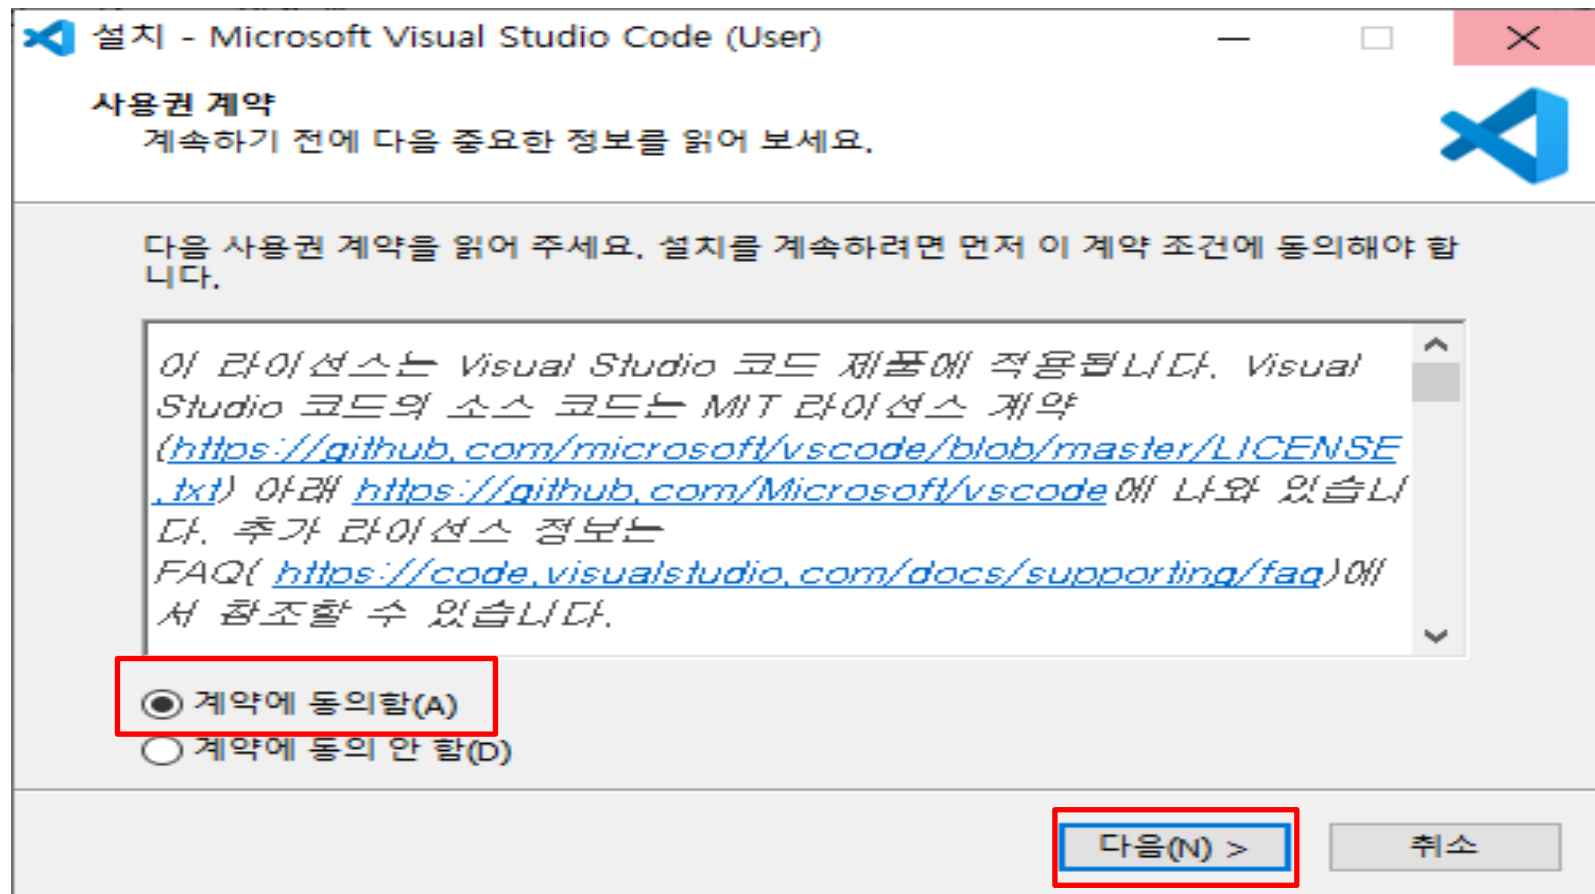 설치 - Microsoft Visual Studio Code (User)
사용권 계약
계속하기 전에 다음 중요한 정보를 읽어 보세요.
다음 사용권 계약을 읽어 주세요. 설치를 계속하려면 먼저 이 계약 조건에 동의해야 합
니다.
이 라이선스는 Visual Studio 코드 제품에 적용됩니다. Visual
Studio 코드의 소스 코드는 MIT 라이선스 계약
(https://github.com/microsoft/vscode/blob/master/LICENSE
.txt) 아래 https://github.com/Microsoft/vscode에 나와 있습니
다. 추가 라이선스 정보는
FAQ( https://code.visualstudio.com/docs/supporting/faq)에
서 참조할 수 있습니다.
계약에 동의함(A)
계약에 동의 안 함(D)
다음(N) >
취소